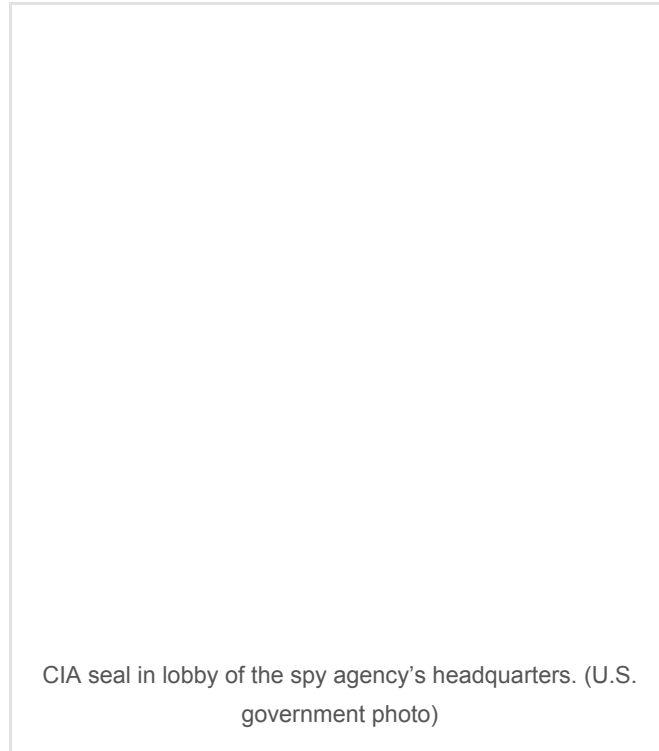 CIA seal in lobby of the spy agency’s headquarters. (U.S.
government photo)